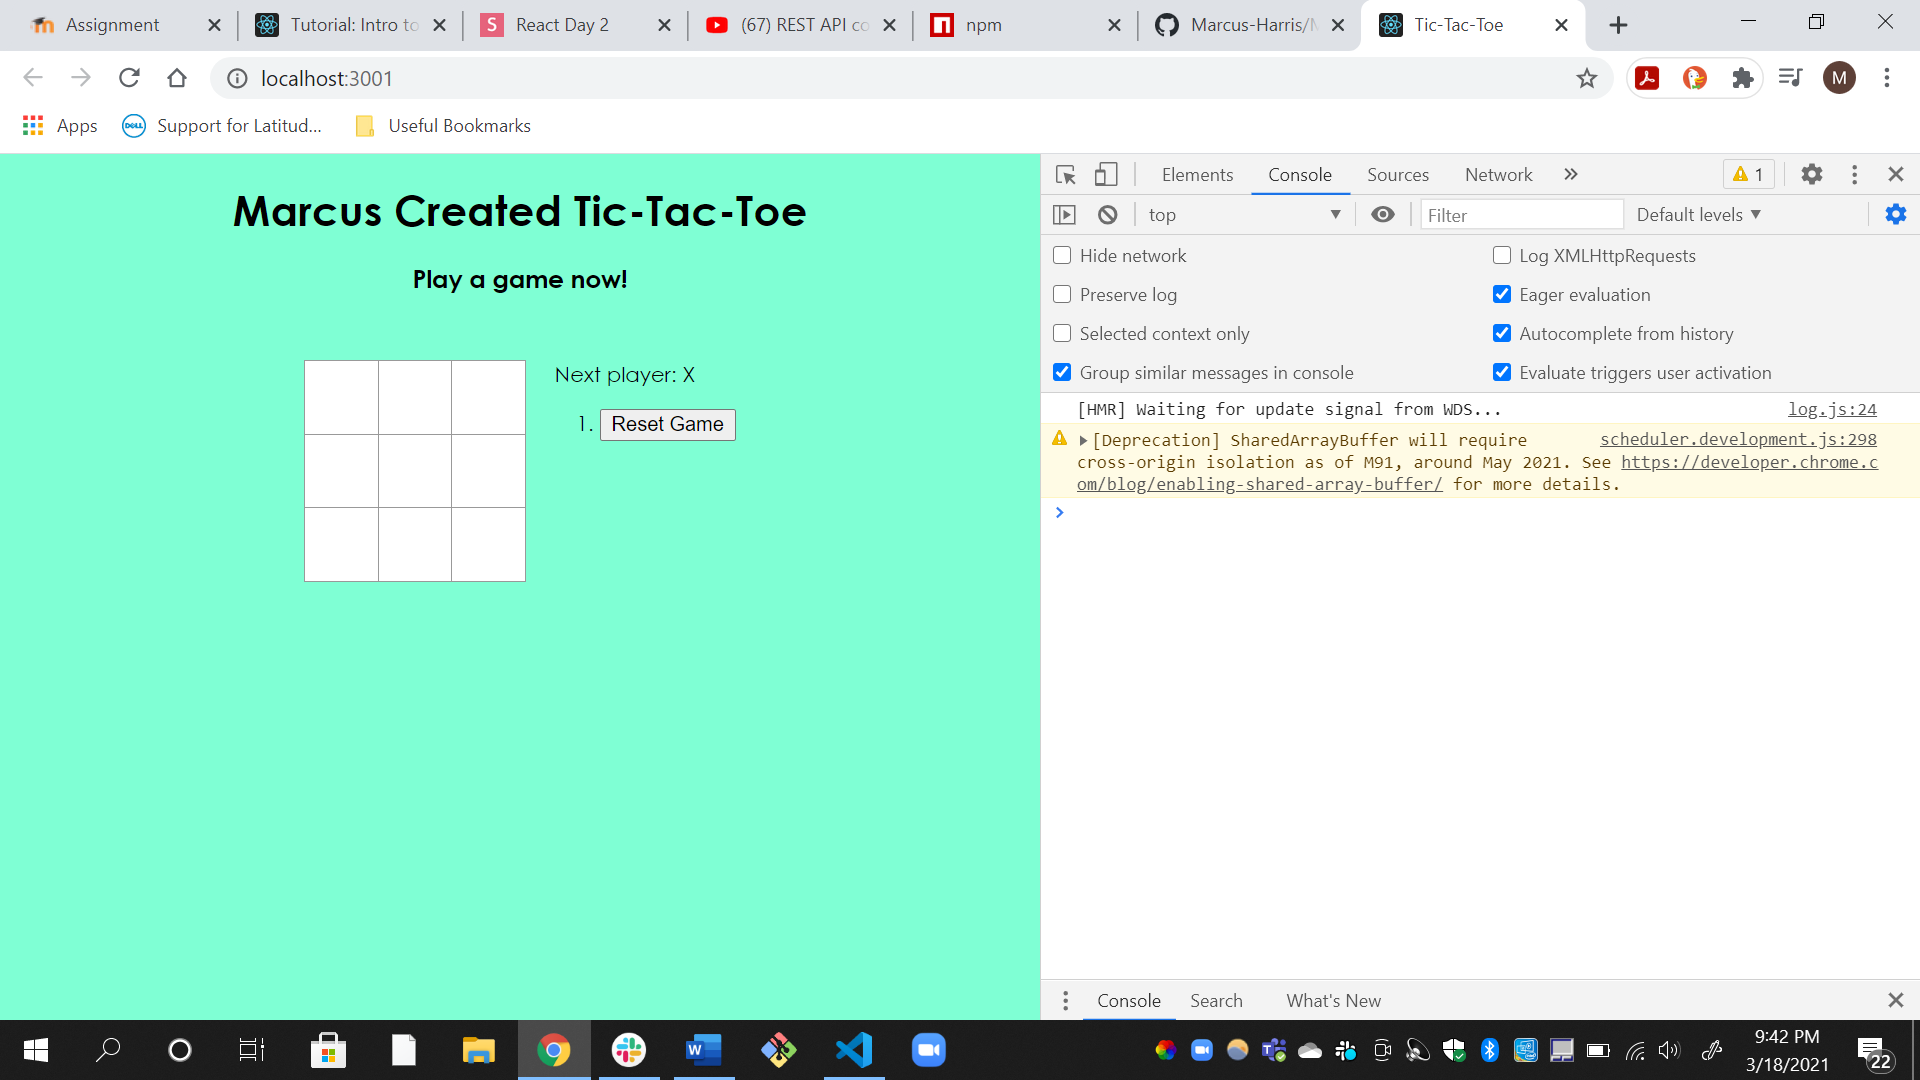 Assignment
Tutorial: Intro to
React Day 2
(67) REST API co
npm
Marcus-Harris/M
Tic-Tac-Toe
localhost:3001
M
Apps
DELL
Support for Latitud...
Useful Bookmarks
Marcus Created Tic-Tac-Toe
Play a game now!
Next player: X
1. Reset Game
Elements
Console
Sources
Network
1
top
Filter
Default levels
Hide network
Log XMLHttpRequests
Preserve log
Eager evaluation
Selected context only
Autocomplete from history
Group similar messages in console
Evaluate triggers user activation
[HMR] Waiting for update signal from WDS...
log.js:24
[Deprecation] SharedArrayBuffer will require
scheduler.development.js:298
cross-origin isolation as of M91, around May 2021. See https://developer.chrome.c
om/blog/enabling-shared-array-buffer/ for more details.
Console
Search
What's New
9:42 PM
3/18/2021
22